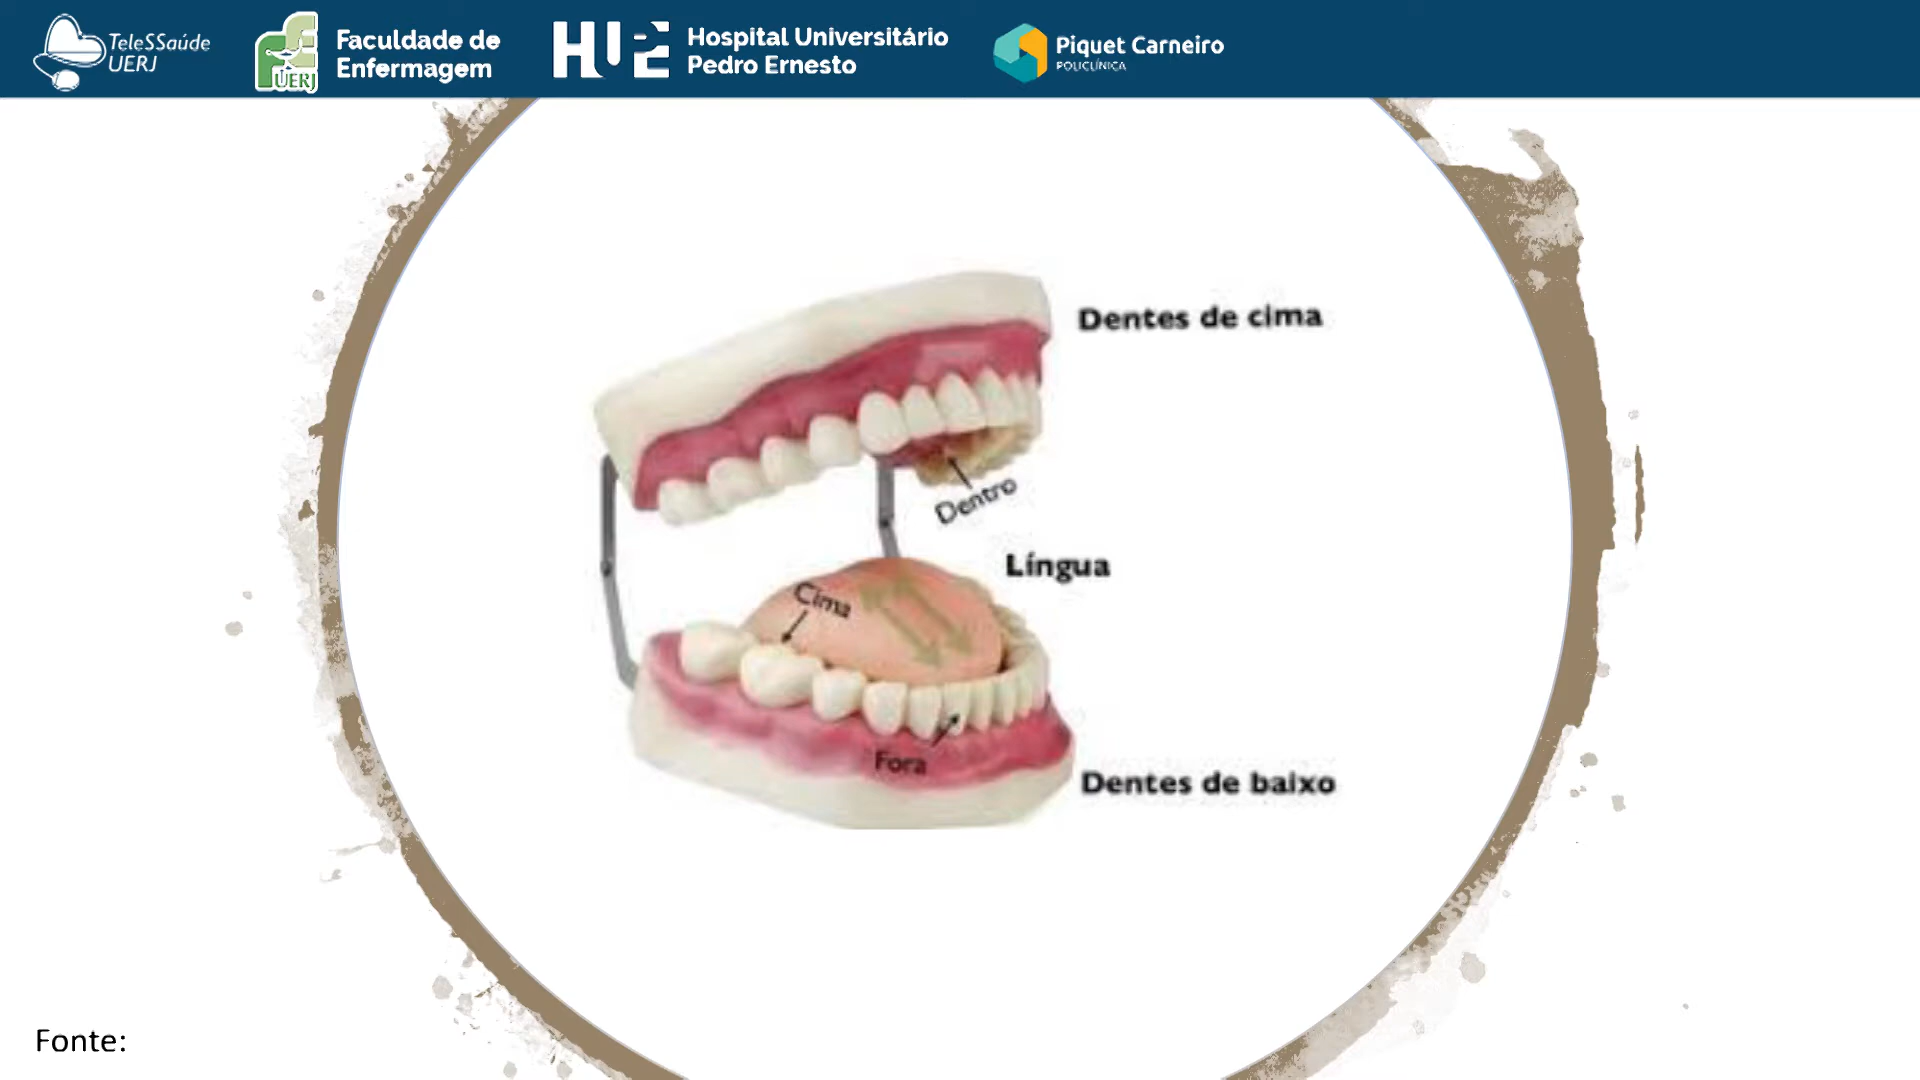 TeleSSaúde
UERJ
UERJ
Faculdade de
Enfermagem
HUPE
Hospital Universitário
Pedro Ernesto
Piquet Carneiro
POLICLÍNICA
Dentes de cima
Dentro
Língua
Cima
Fora
Dentes de baixo
Fonte: